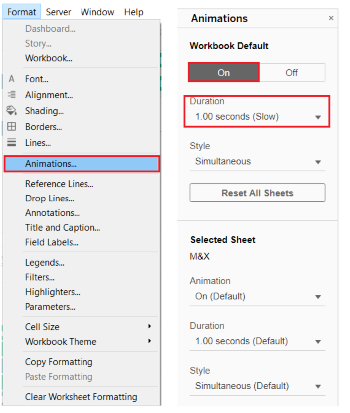 Format Server Window Help
Dashboard...
Story...
Workbook...
A Font...
Alignment...
Shading...
Borders...
Lines...
Animations...
Reference Lines...
Drop Lines...
Annotations...
Title and Caption...
Field Labels...
Legends...
Filters...
Highlighters...
Parameters...
Cell Size
Workbook Theme
Copy Formatting
Paste Formatting
Clear Worksheet Formatting
Animations ×
Workbook Default
On Off
Duration
1.00 seconds (Slow)
Style
Simultaneous
Reset All Sheets
Selected Sheet
M&X
Animation
On (Default)
Duration
1.00 seconds (Default)
Style
Simultaneous (Default)